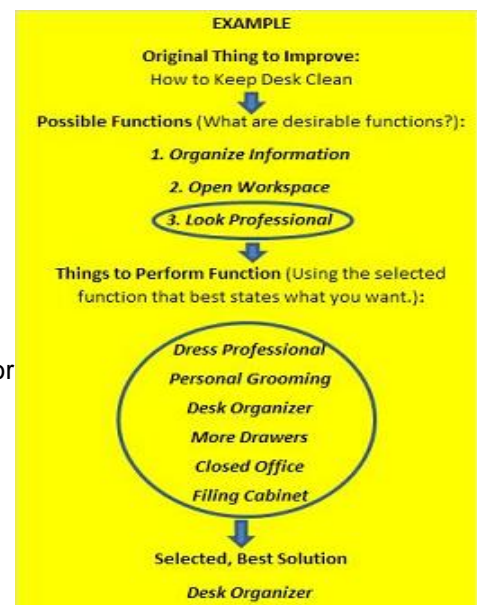 EXAMPLE
Original Thing to Improve:
How to Keep Desk Clean
Possible Functions (What are desirable functions?):
1. Organize Information
2. Open Workspace
3. Look Professional
Things to Perform Function (Using the selected
function that best states what you want.):
or
Dress Professional
Personal Grooming
Desk Organizer
More Drawers
Closed Office
Filing Cabinet
Selected, Best Solution
Desk Organizer